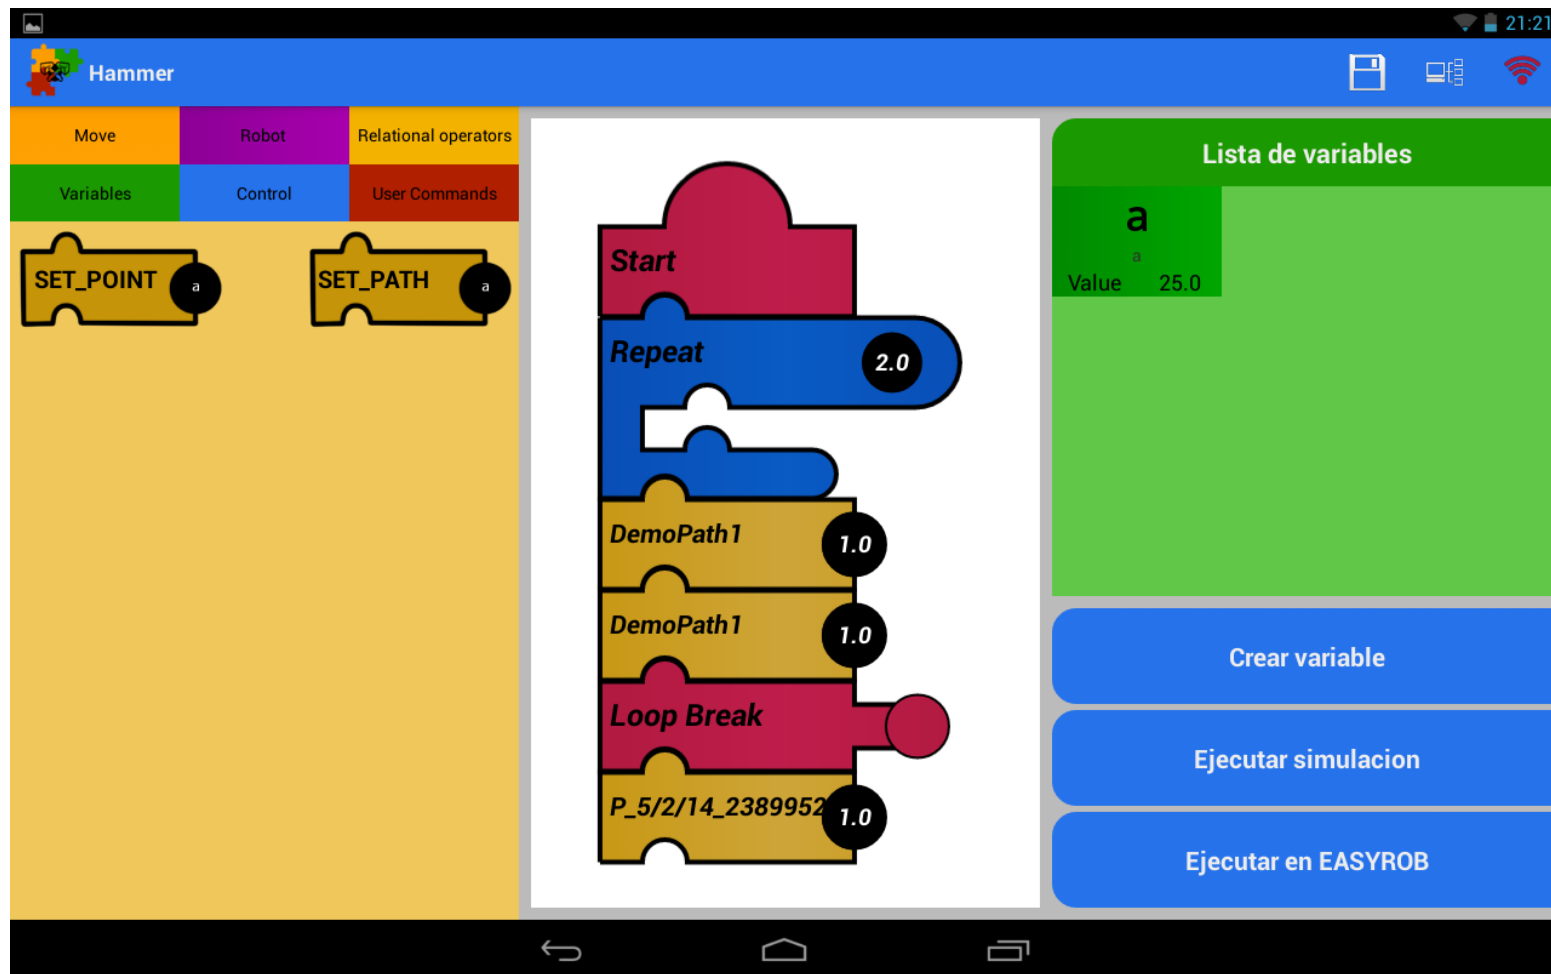 21:21
Hammer
Move
Robot
Relational operators
Variables
Control
User Commands
SET_POINT
a
SET_PATH
a
Start
Repeat
2.0
DemoPath1
1.0
DemoPath1
1.0
Loop Break
P_5/2/14_2389952
1.0
Lista de variables
a
a
Value 25.0
Crear variable
Ejecutar simulacion
Ejecutar en EASYROB